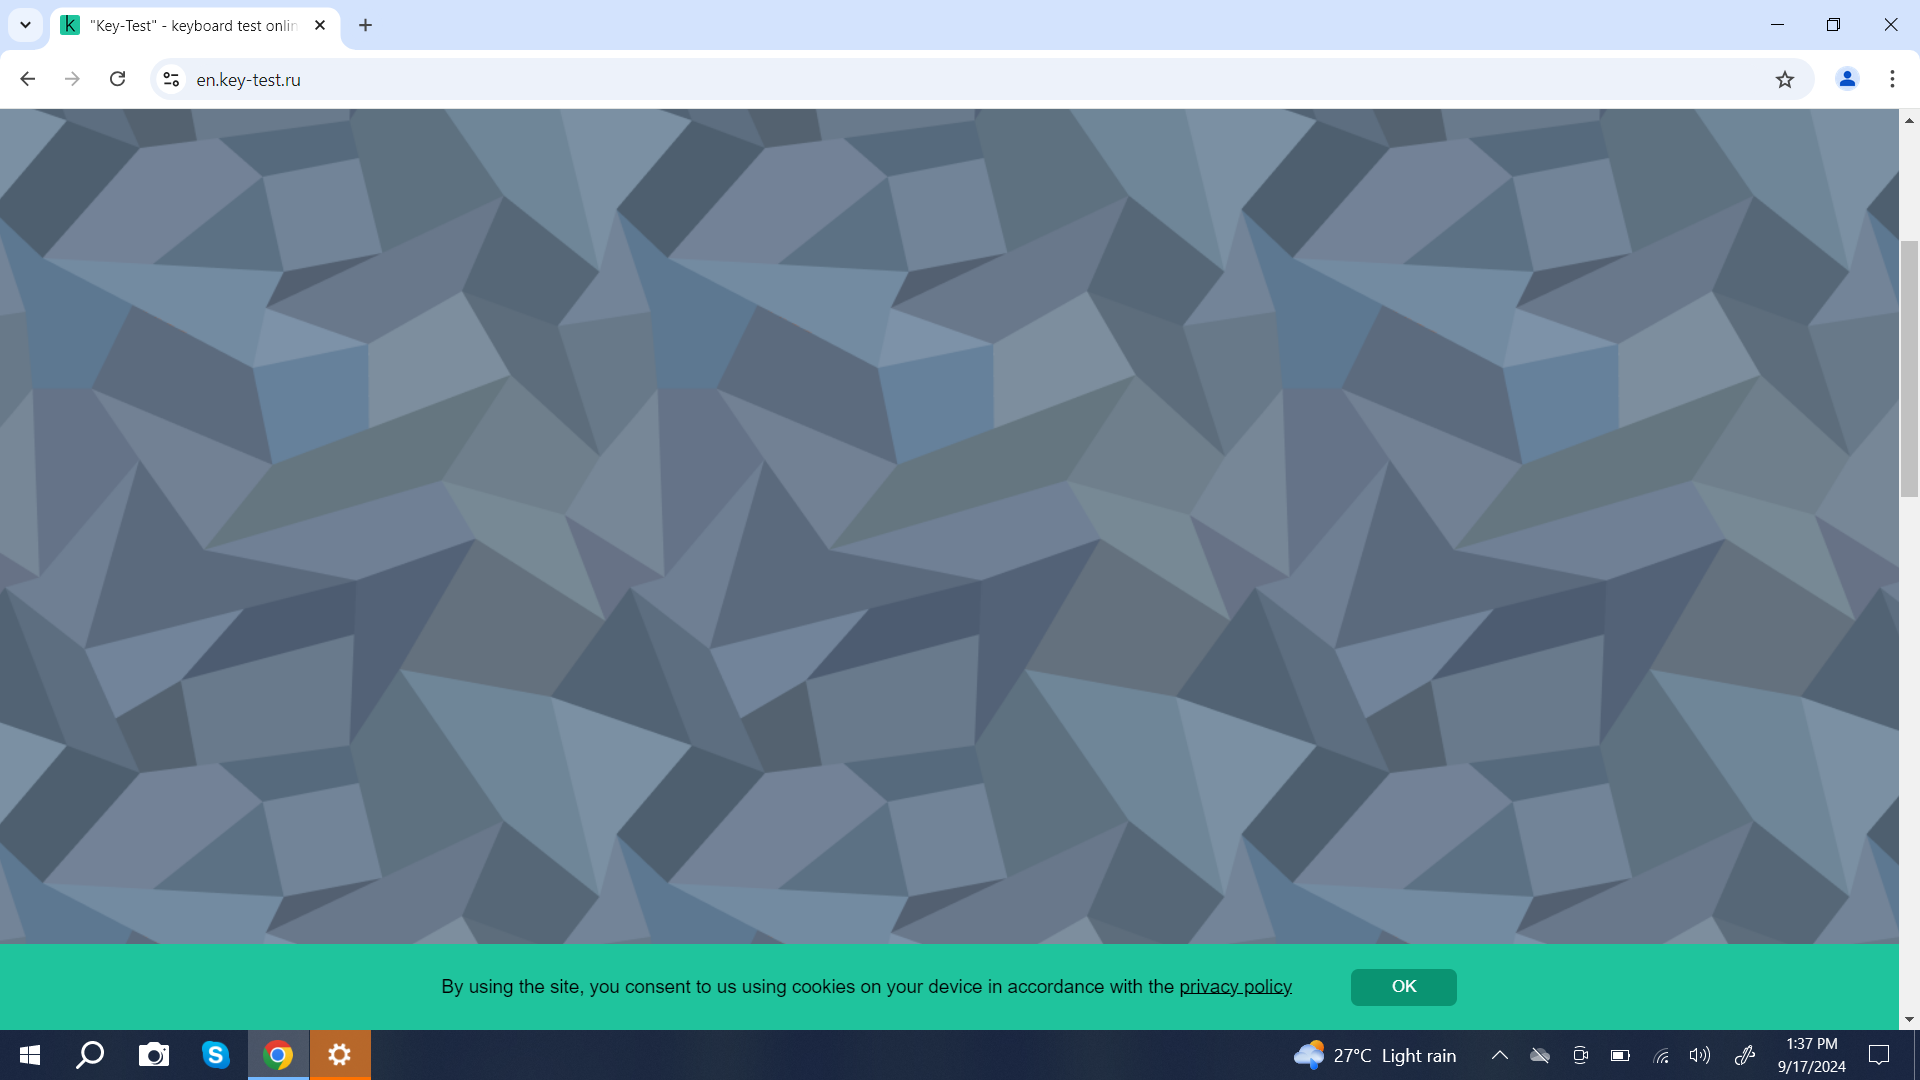 k "Key-Test" - keyboard test onlin
en.key-test.ru
By using the site, you consent to us using cookies on your device in accordance with the privacy policy
OK
27°C Light rain
1:37 PM
9/17/2024